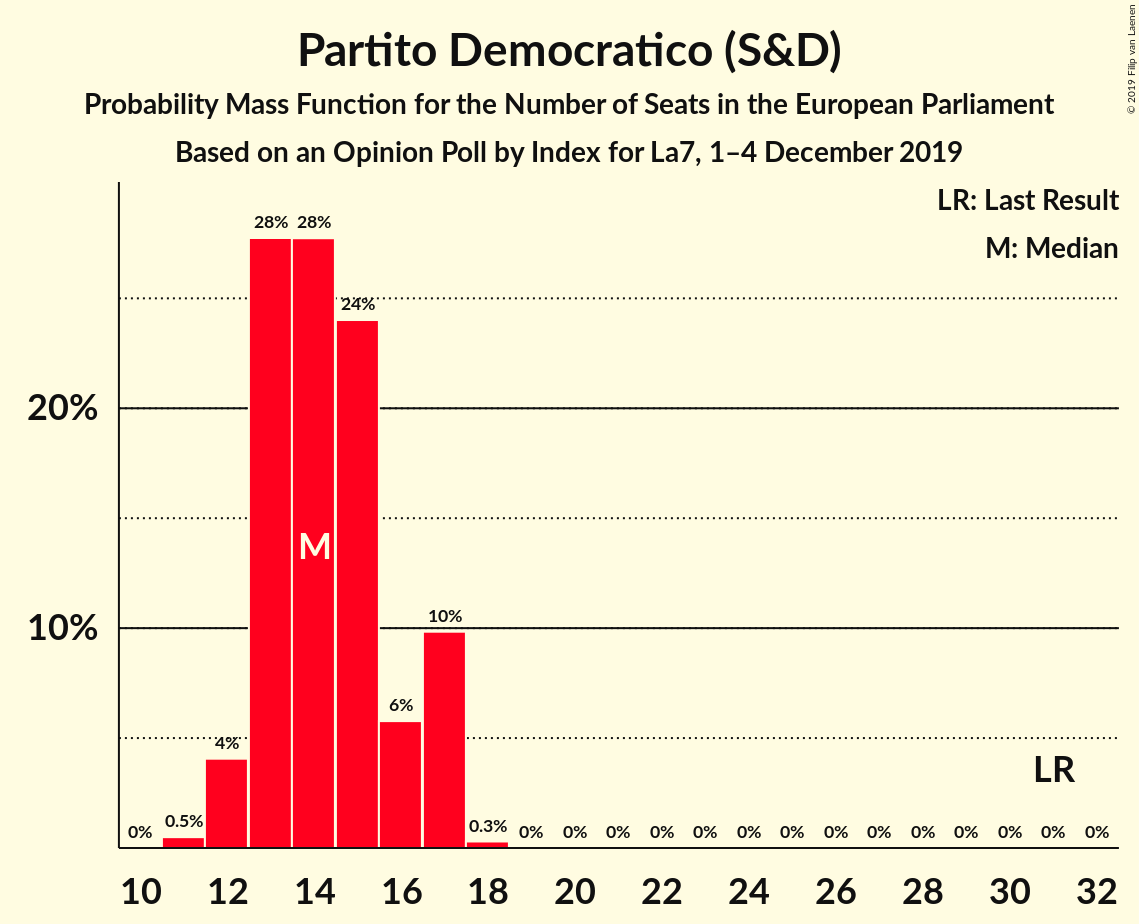 Partito Democratico (S&D)
Probability Mass Function for the Number of Seats in the European Parliament
Based on an Opinion Poll by Index for La7, 1–4 December 2019
© 2019 Filip van Laenen
LR: Last Result
M: Median
28% 28%
24%
20%
M
10%
10%
6%
4%
LR
0% 0.5% 0.3% 0% 0% 0% 0% 0% 0% 0% 0% 0% 0% 0% 0% 0% 0%
10 12 14 16 18 20 22 24 26 28 30 32